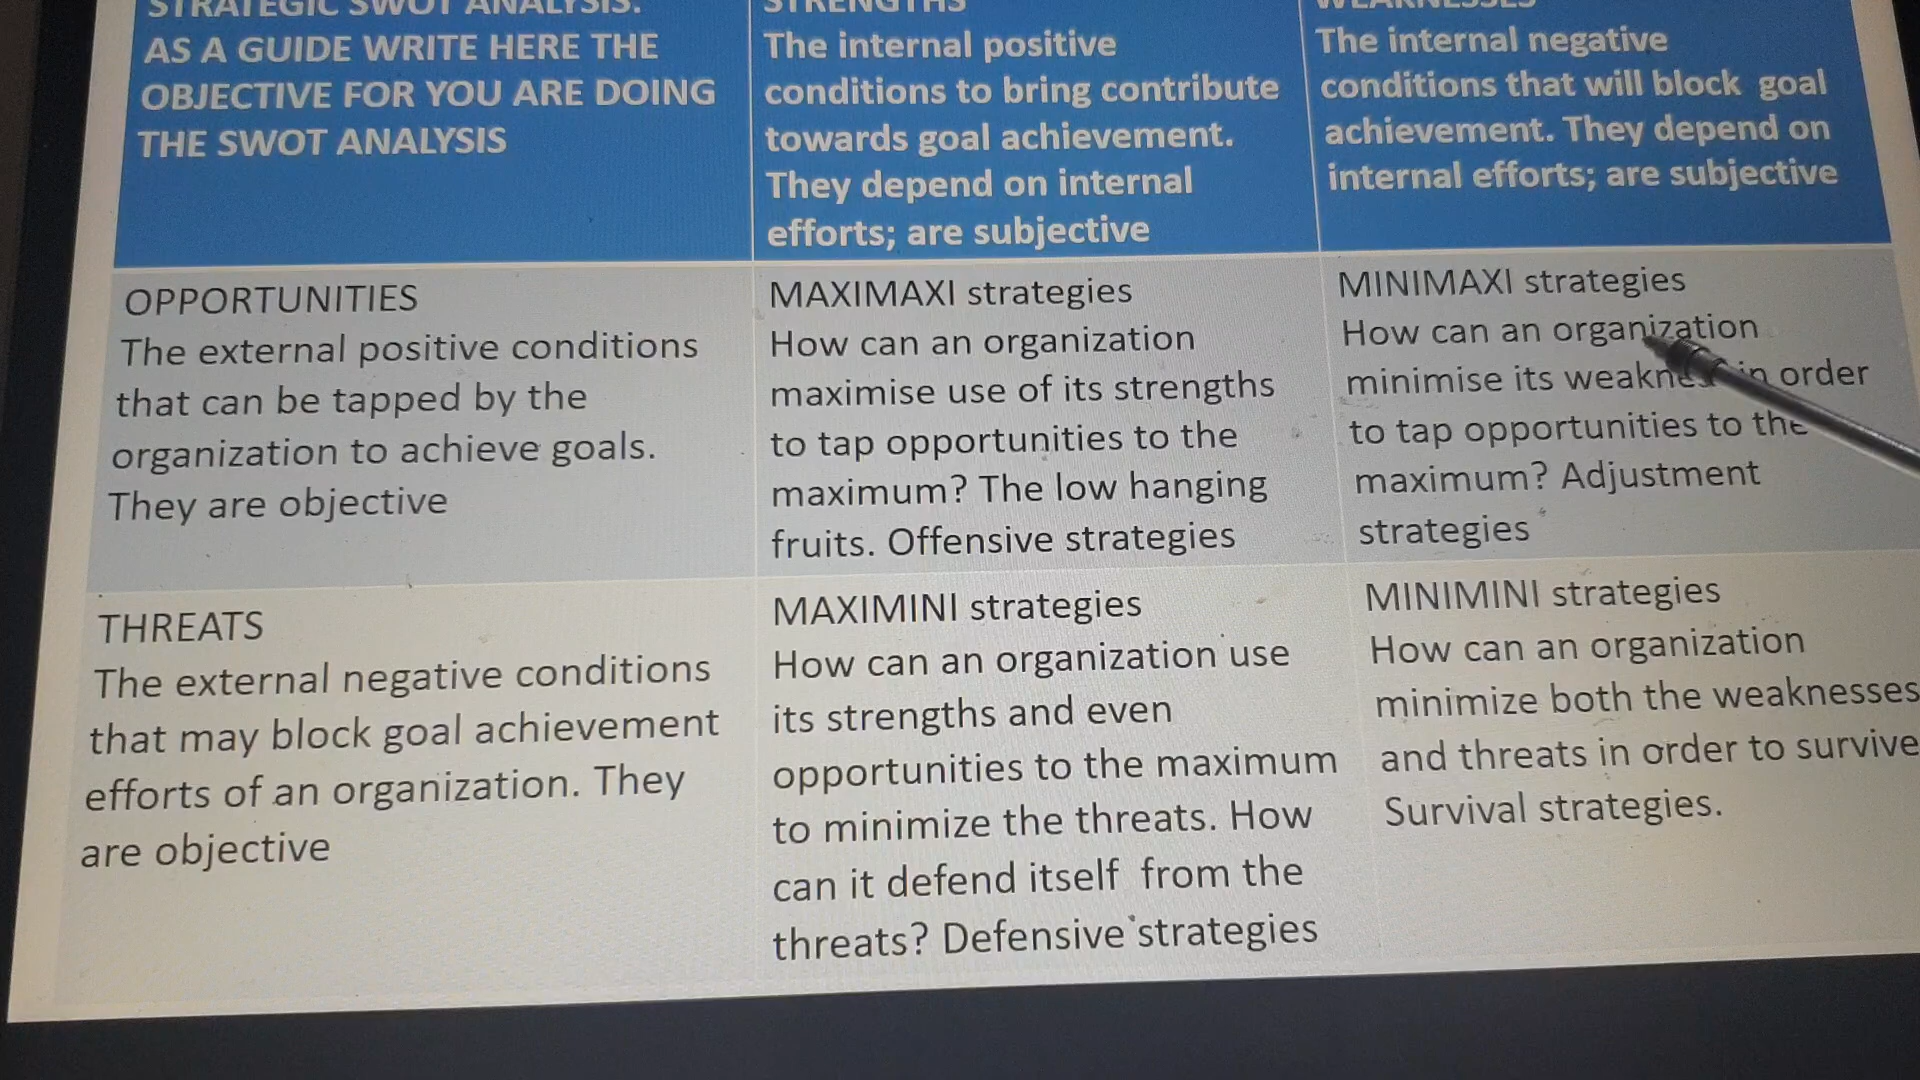 STRATEGIC SWOT ANALYSIS.
AS A GUIDE WRITE HERE THE
OBJECTIVE FOR YOU ARE DOING
THE SWOT ANALYSIS
STRENGTHS
The internal positive
conditions to bring contribute
towards goal achievement.
They depend on internal
efforts; are subjective
WEAKNESSES
The internal negative
conditions that will block goal
achievement. They depend on
internal efforts; are subjective
OPPORTUNITIES
The external positive conditions
that can be tapped by the
organization to achieve goals.
They are objective
MAXIMAXI strategies
How can an organization
maximise use of its strengths
to tap opportunities to the
maximum? The low hanging
fruits. Offensive strategies
MINIMAXI strategies
How can an organization
minimise its in order
to tap opportunities to the
maximum? Adjustment
strategies
THREATS
The external negative conditions
that may block goal achievement
efforts of an organization. They
are objective
MAXIMINI strategies
How can an organization use
its strengths and even
opportunities to the maximum
to minimize the threats. How
can it defend itself from the
threats? Defensive strategies
MINIMINI strategies
How can an organization
minimize both the weaknesses
and threats in order to survive
Survival strategies.